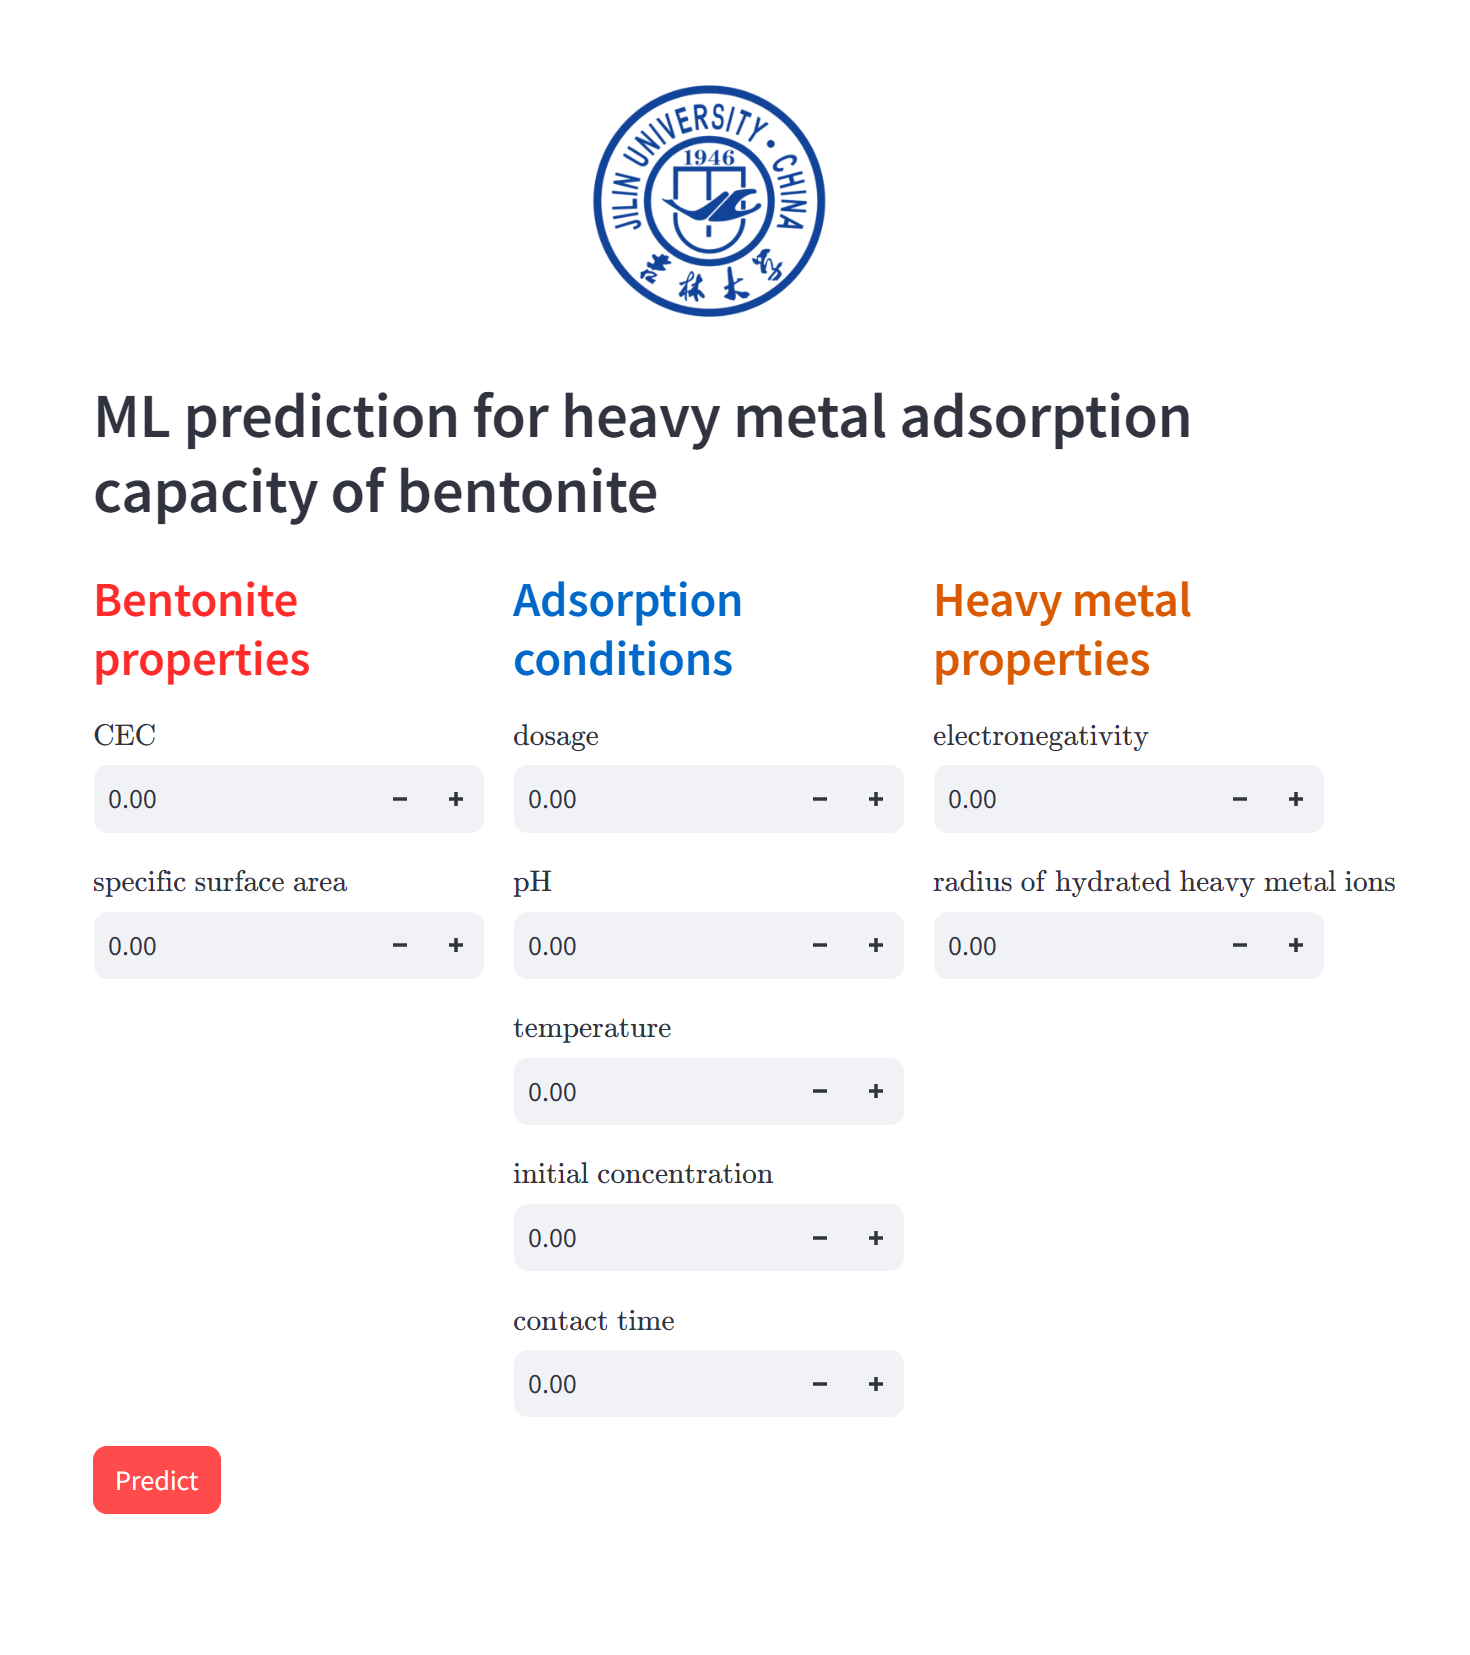 JILIN UNIVERSITY · CHINA
1946
吉林大学
ML prediction for heavy metal adsorption
capacity of bentonite
Bentonite
properties
CEC
0.00
specific surface area
0.00
Adsorption
conditions
dosage
0.00
pH
0.00
temperature
0.00
initial concentration
0.00
contact time
0.00
Heavy metal
properties
electronegativity
0.00
radius of hydrated heavy metal ions
0.00
Predict